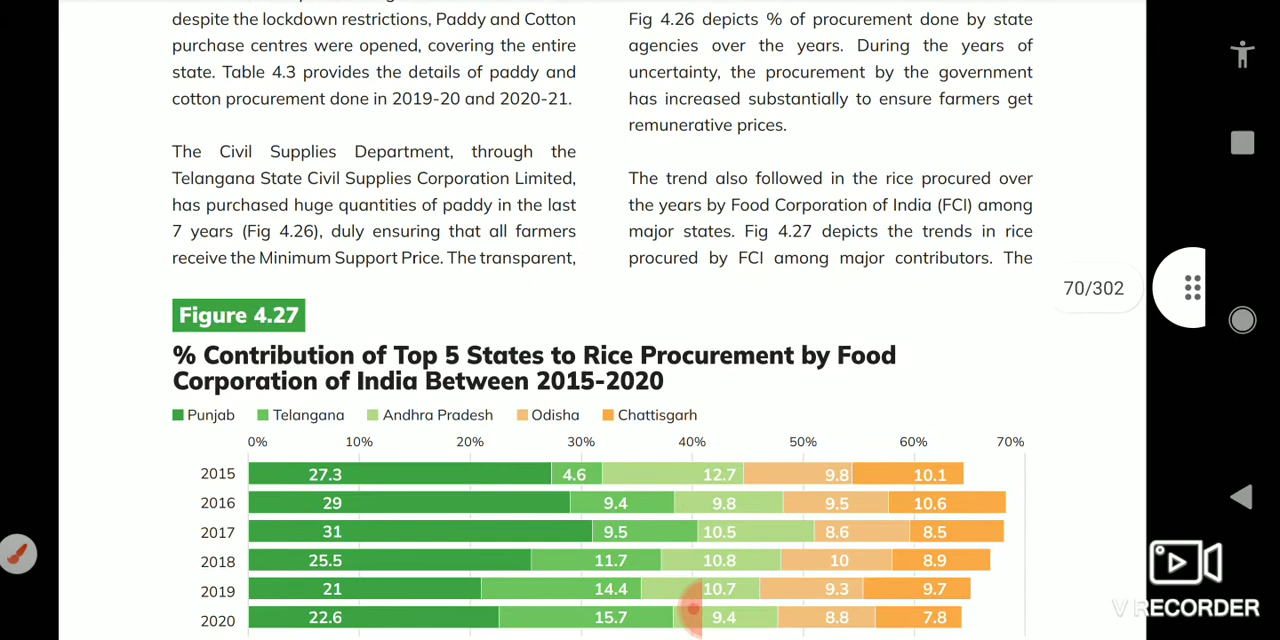 despite the lockdown restrictions, Paddy and Cotton
purchase centres were opened, covering the entire
state. Table 4.3 provides the details of paddy and
cotton procurement done in 2019-20 and 2020-21.
The Civil Supplies Department, through the
Telangana State Civil Supplies Corporation Limited,
has purchased huge quantities of paddy in the last
7 years (Fig 4.26), duly ensuring that all farmers
receive the Minimum Support Price. The transparent,
Fig 4.26 depicts % of procurement done by state
agencies over the years. During the years of
uncertainty, the procurement by the government
has increased substantially to ensure farmers get
remunerative prices.
The trend also followed in the rice procured over
the years by Food Corporation of India (FCI) among
major states. Fig 4.27 depicts the trends in rice
procured by FCI among major contributors. The
70/302
Figure 4.27
% Contribution of Top 5 States to Rice Procurement by Food
Corporation of India Between 2015-2020
Punjab Telangana Andhra Pradesh Odisha Chattisgarh
0% 10% 20% 30% 40% 50% 60% 70%
2015 27.3 4.6 12.7 9.8 10.1
2016 29 9.4 9.8 9.5 10.6
2017 31 9.5 10.5 8.6 8.5
2018 25.5 11.7 10.8 10 8.9
2019 21 14.4 10.7 9.3 9.7
2020 22.6 15.7 9.4 8.8 7.8
V RECORDER